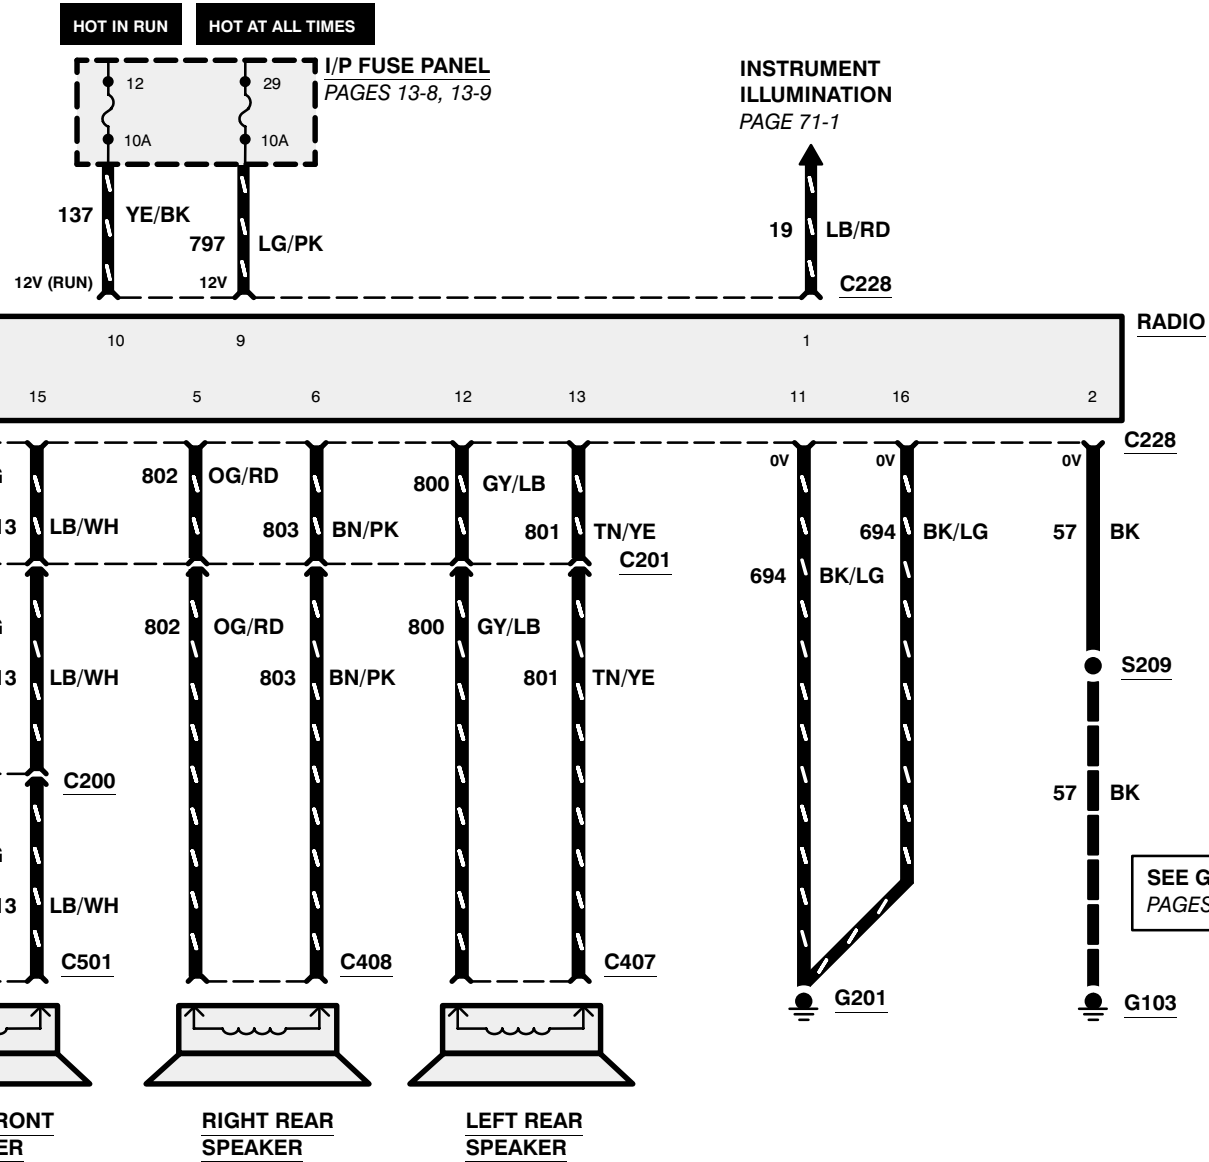 HOT IN RUN
HOT AT ALL TIMES
I/P FUSE PANEL
PAGES 13-8, 13-9
12
29
10A
10A
INSTRUMENT
ILLUMINATION
PAGE 71-1
137
YE/BK
797
LG/PK
19
LB/RD
12V (RUN)
12V
C228
RADIO
10
9
1
15
5
6
12
13
11
16
2
C228
0V
0V
0V
802
OG/RD
800
GY/LB
13
LB/WH
803
BN/PK
801
TN/YE
C201
694
BK/LG
57
BK
694
BK/LG
802
OG/RD
800
GY/LB
13
LB/WH
803
BN/PK
801
TN/YE
S209
C200
57
BK
SEE G
PAGES
13
LB/WH
C501
C408
C407
G201
G103
RONT
ER
RIGHT REAR
SPEAKER
LEFT REAR
SPEAKER